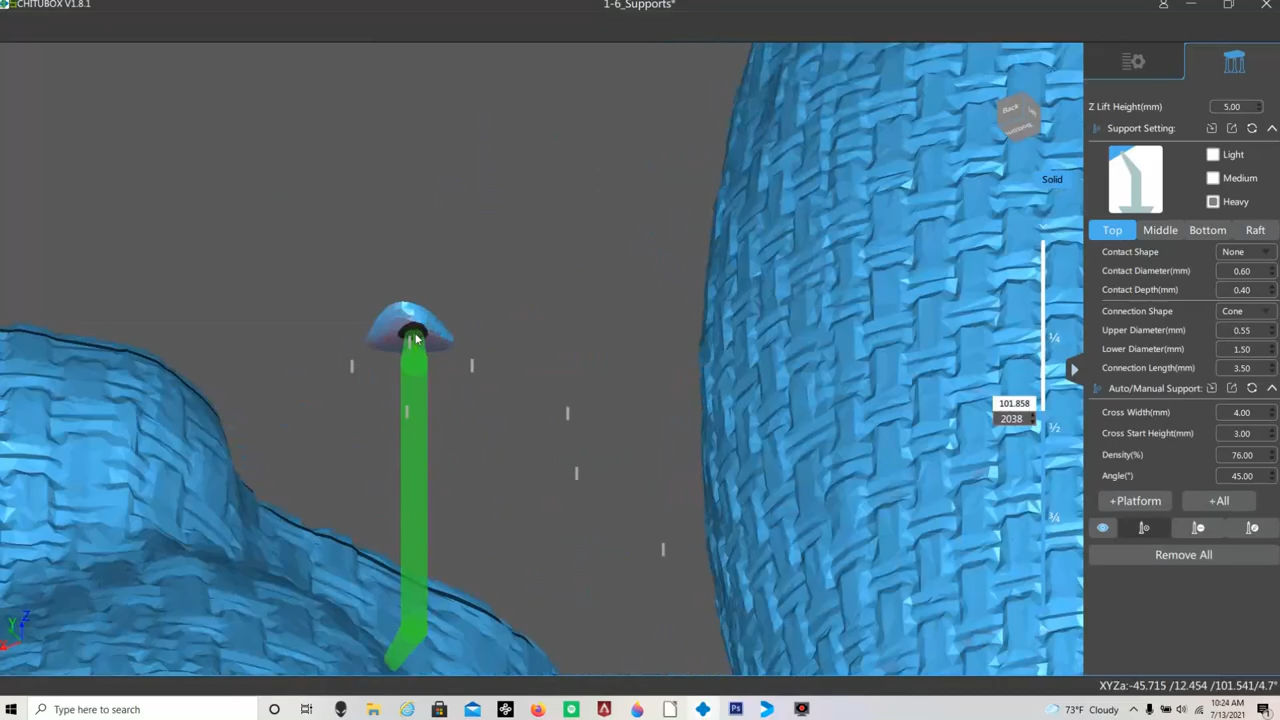 CHITUBOX V1.8.1
1-6_Supports*
Z Lift Height(mm) 5.00
Support Setting:
Light
Medium
Heavy
Back
Solid
Top Middle Bottom Raft
Contact Shape None
Contact Diameter(mm) 0.60
Contact Depth(mm) 0.40
Connection Shape Cone
Upper Diameter(mm) 0.55
Lower Diameter(mm) 1.50
Connection Length(mm) 3.50
Auto/Manual Support:
Cross Width(mm) 4.00
Cross Start Height(mm) 3.00
Density(%) 76.00
Angle(°) 45.00
+Platform +All
Remove All
¼
101.858
2038
½
¾
Z
Y
X
XYZa:-45.715 /12.454 /101.541/4.7°
Type here to search
73°F Cloudy
10:24 AM
7/13/2021